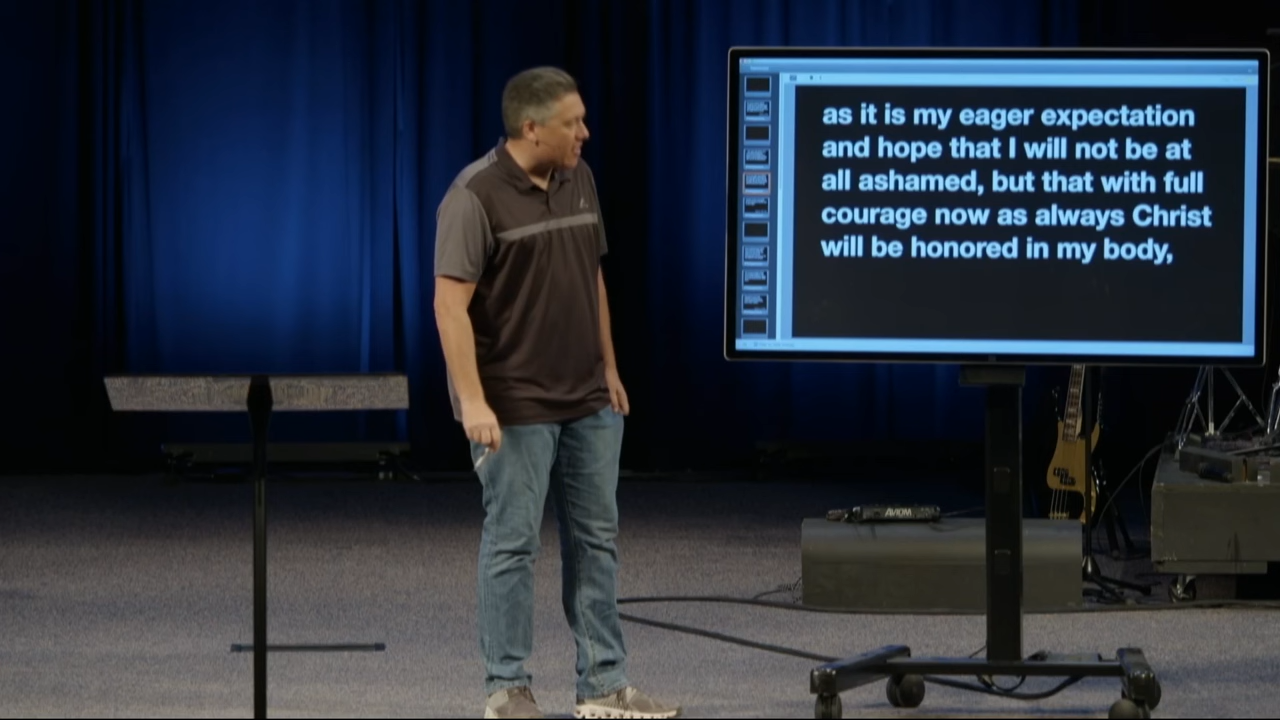 as it is my eager expectation
and hope that I will not be at
all ashamed, but that with full
courage now as always Christ
will be honored in my body,
AVIOM